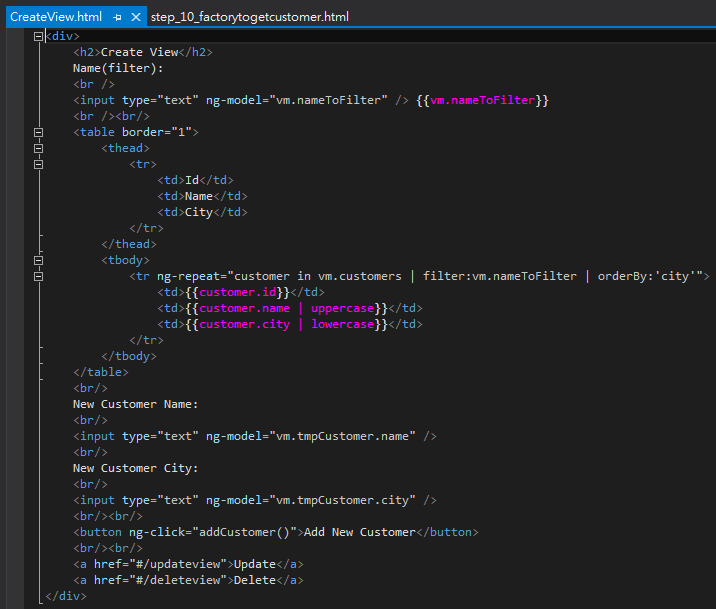 CreateView.html
step_10_factorytogetcustomer.html
<div>
    <h2>Create View</h2>
    Name(filter):
    <br />
    <input type="text" ng-model="vm.nameToFilter" /> {{vm.nameToFilter}}
    <br /><br/>
    <table border="1">
        <thead>
            <tr>
                <td>Id</td>
                <td>Name</td>
                <td>City</td>
            </tr>
        </thead>
        <tbody>
            <tr ng-repeat="customer in vm.customers | filter:vm.nameToFilter | orderBy:'city'">
                <td>{{customer.id}}</td>
                <td>{{customer.name | uppercase}}</td>
                <td>{{customer.city | lowercase}}</td>
            </tr>
        </tbody>
    </table>
    <br/>
    New Customer Name:
    <br/>
    <input type="text" ng-model="vm.tmpCustomer.name" />
    <br/>
    New Customer City:
    <br/>
    <input type="text" ng-model="vm.tmpCustomer.city" />
    <br/><br/>
    <button ng-click="addCustomer()">Add New Customer</button>
    <br/><br/>
    <a href="#/updateview">Update</a>
    <a href="#/deleteview">Delete</a>
</div>